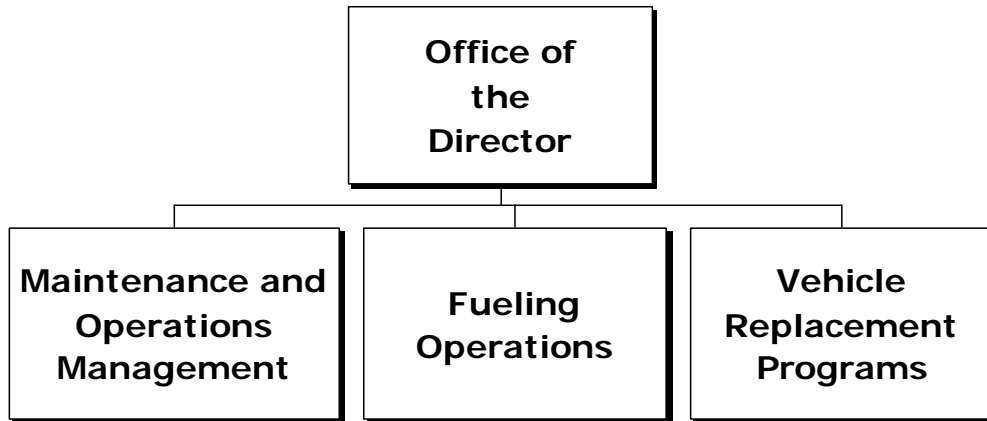 Office of
the
Director
Maintenance and
Operations
Management
Fueling
Operations
Vehicle
Replacement
Programs